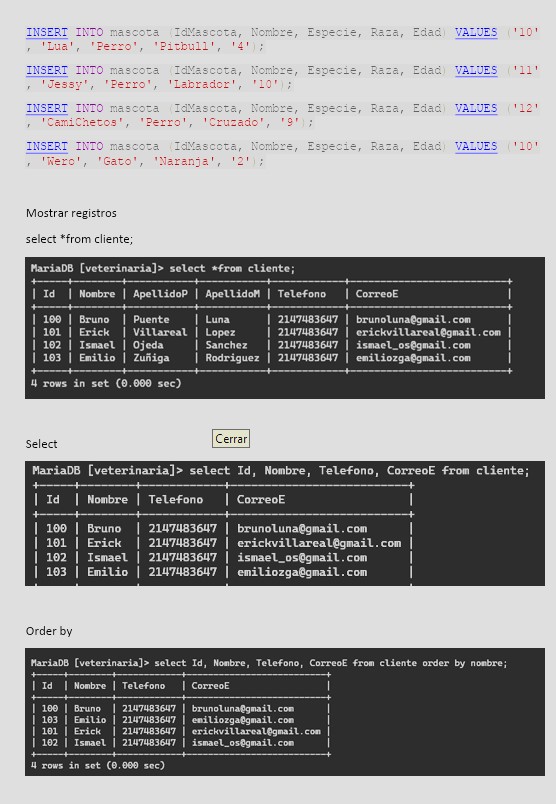 INSERT INTO mascota (IdMascota, Nombre, Especie, Raza, Edad) VALUES ('10'
, 'Lua', 'Perro', 'Pitbull', '4');
INSERT INTO mascota (IdMascota, Nombre, Especie, Raza, Edad) VALUES ('11'
, 'Jessy', 'Perro', 'Labrador', '10');
INSERT INTO mascota (IdMascota, Nombre, Especie, Raza, Edad) VALUES ('12'
, 'CamiChetos', 'Perro', 'Cruzado', '9');
INSERT INTO mascota (IdMascota, Nombre, Especie, Raza, Edad) VALUES ('10'
, 'Wero', 'Gato', 'Naranja', '2');
Mostrar registros
select *from cliente;
MariaDB [veterinaria]> select *from cliente;
| Id | Nombre | ApellidoP | ApellidoM | Telefono | CorreoE |
| 100 | Bruno | Puente | Luna | 2147483647 | brunoluna@gmail.com |
| 101 | Erick | Villareal | Lopez | 2147483647 | erickvillareal@gmail.com |
| 102 | Ismael | Ojeda | Sanchez | 2147483647 | ismael_os@gmail.com |
| 103 | Emilio | Zuñiga | Rodriguez | 2147483647 | emiliozga@gmail.com |
4 rows in set (0.000 sec)
Select
Cerrar
MariaDB [veterinaria]> select Id, Nombre, Telefono, CorreoE from cliente;
| Id | Nombre | Telefono | CorreoE |
| 100 | Bruno | 2147483647 | brunoluna@gmail.com |
| 101 | Erick | 2147483647 | erickvillareal@gmail.com |
| 102 | Ismael | 2147483647 | ismael_os@gmail.com |
| 103 | Emilio | 2147483647 | emiliozga@gmail.com |
Order by
MariaDB [veterinaria]> select Id, Nombre, Telefono, CorreoE from cliente order by nombre;
| Id | Nombre | Telefono | CorreoE |
| 100 | Bruno | 2147483647 | brunoluna@gmail.com |
| 103 | Emilio | 2147483647 | emiliozga@gmail.com |
| 101 | Erick | 2147483647 | erickvillareal@gmail.com |
| 102 | Ismael | 2147483647 | ismael_os@gmail.com |
4 rows in set (0.000 sec)